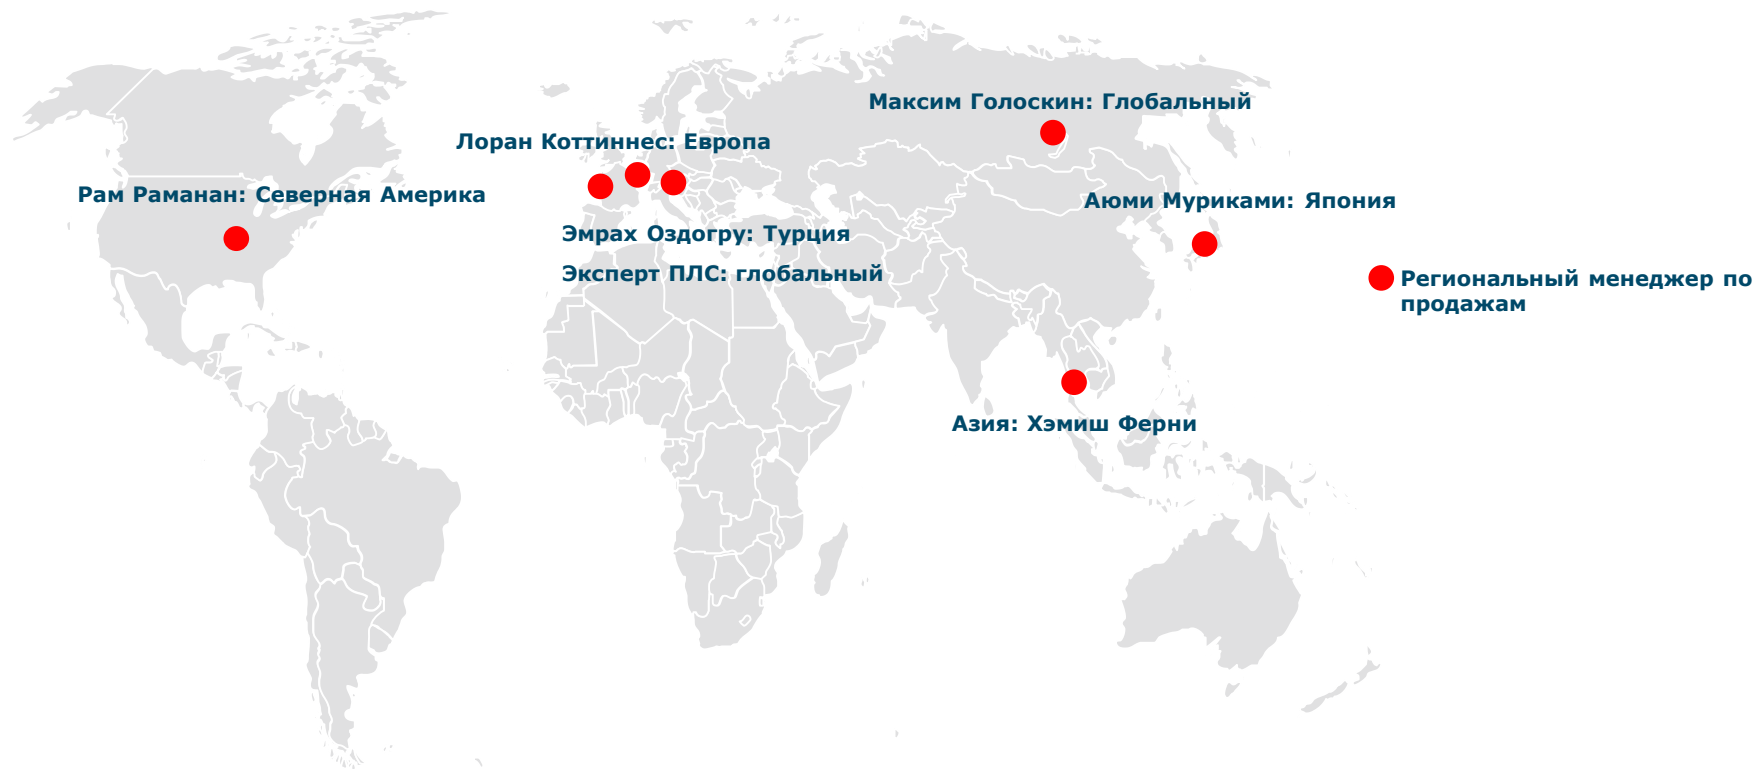 Максим Голоскин: Глобальный
Лоран Коттиннес: Европа
Рам Раманан: Северная Америка
Аюми Муриками: Япония
Эмрах Оздогру: Турция
Эксперт ПЛС: глобальный
Региональный менеджер по
продажам
Азия: Хэмиш Ферни